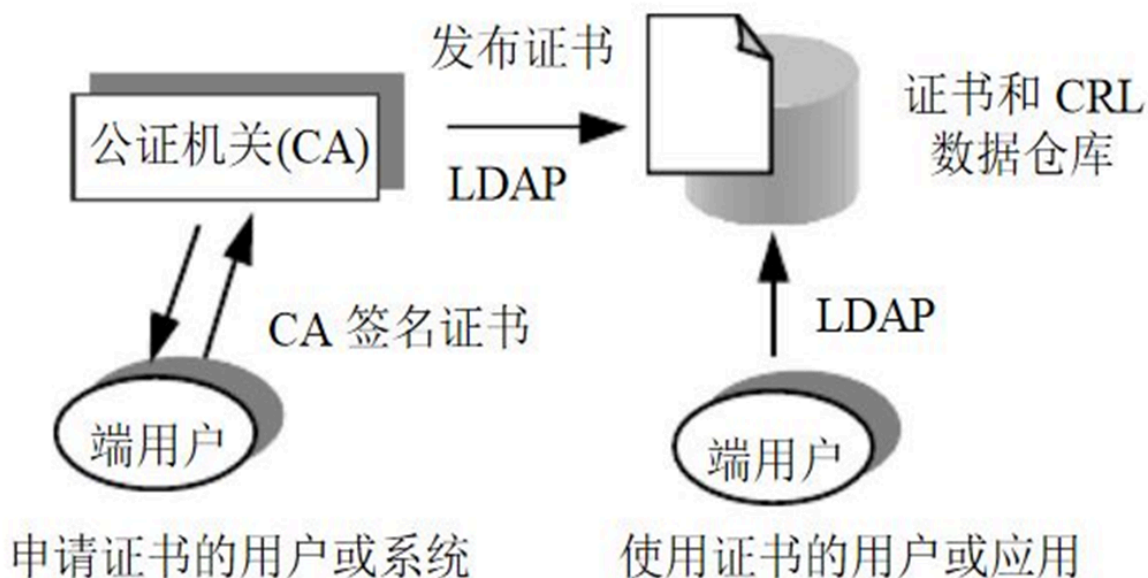 发布证书
公证机关(CA)
LDAP
证书和 CRL
数据仓库
CA 签名证书
LDAP
端用户
端用户
申请证书的用户或系统
使用证书的用户或应用